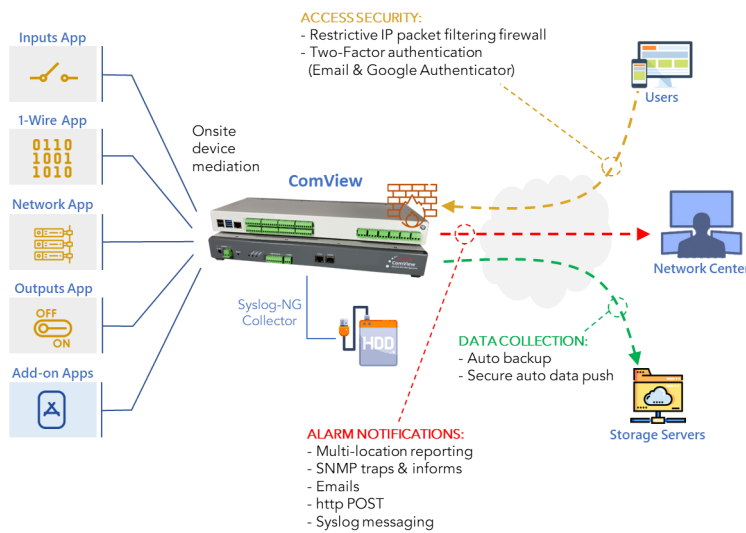 ACCESS SECURITY:
- Restrictive IP packet filtering firewall
- Two-Factor authentication
(Email & Google Authenticator)
Inputs App
Users
1-Wire App
0110
1001
1010
Onsite
device
mediation
ComView
Network App
Network Center
ComView
Outputs App
OFF
ON
Syslog-NG
Collector
HDD
DATA COLLECTION:
- Auto backup
- Secure auto data push
Add-on Apps
Storage Servers
ALARM NOTIFICATIONS:
- Multi-location reporting
- SNMP traps & informs
- Emails
- http POST
- Syslog messaging